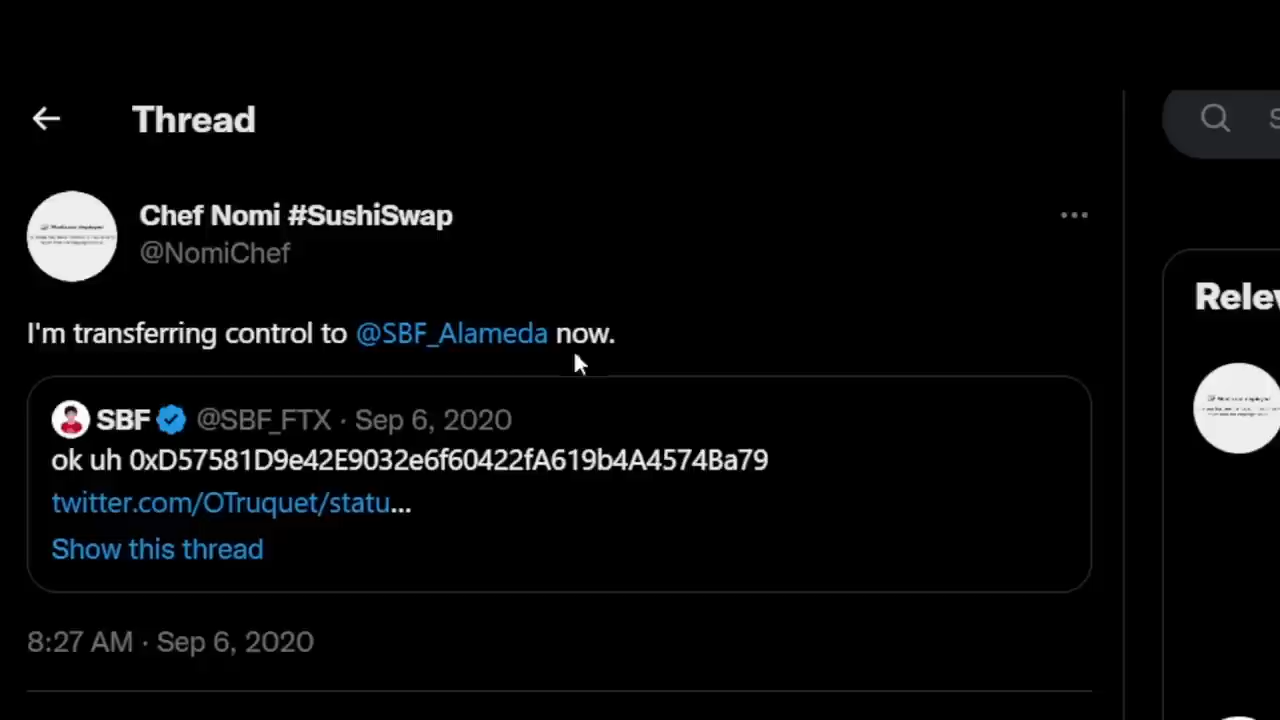 Thread
Chef Nomi #SushiSwap
@NomiChef
I'm transferring control to @SBF_Alameda now.
SBF @SBF_FTX · Sep 6, 2020
ok uh 0xD57581D9e42E9032e6f60422fA619b4A4574Ba79
twitter.com/OTruquet/statu...
Show this thread
8:27 AM · Sep 6, 2020
S
Rele